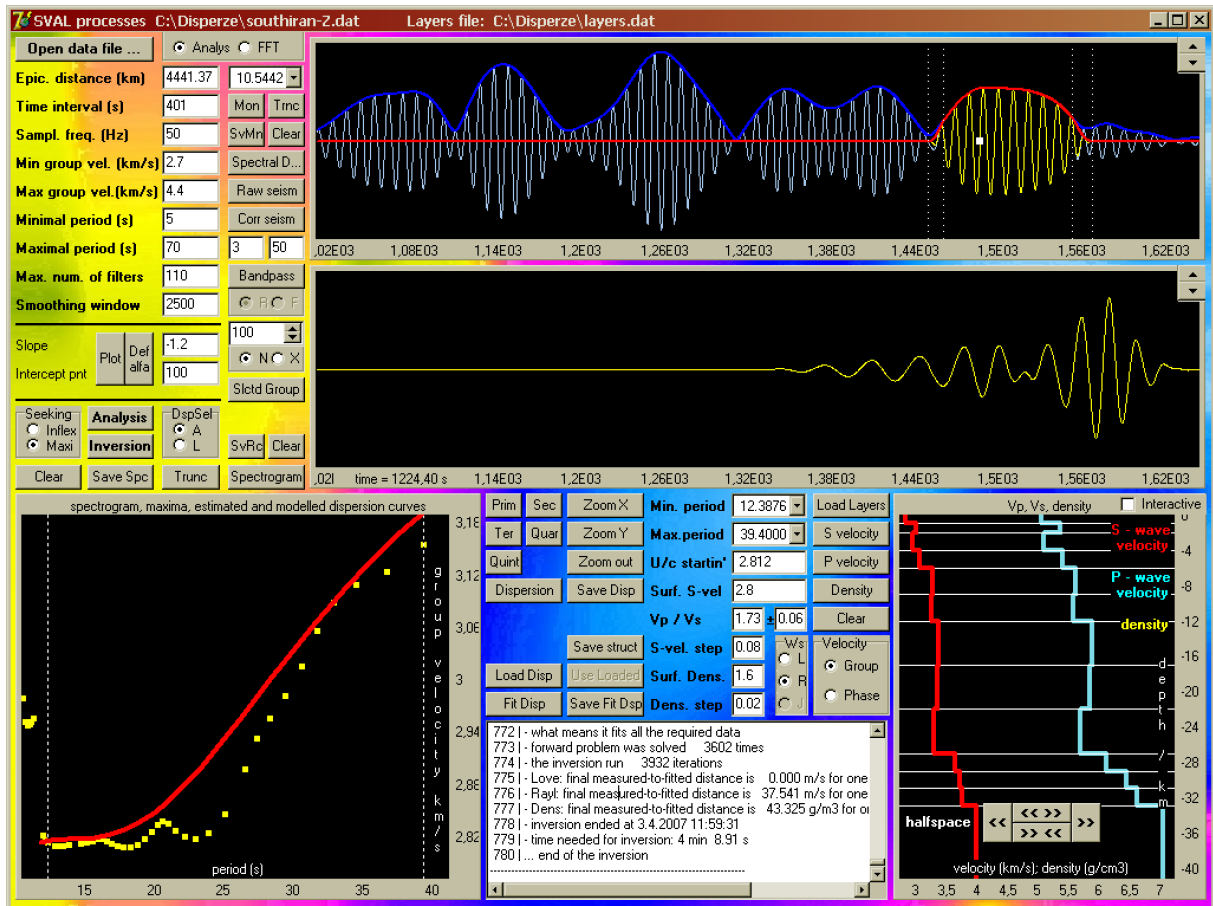 SVAL processes C:\Disperze\southiran-Z.dat Layers file: C:\Disperze\layers.dat
Open data file ... Analys FFT
Epic. distance (km) 4441.37 10.5442
Time interval (s) 401 Mon Trnc
Sampl. freq. (Hz) 50 SvMn Clear
Min group vel. (km/s) 2.7 Spectral D...
Max group vel.(km/s) 4.4 Raw seism
Minimal period (s) 5 Corr seism
Maximal period (s) 70 3 50
Max. num. of filters 110 Bandpass
Smoothing window 2500 R F
Slope -1.2 100
Plot Def alfa N X
Intercept pnt 100
Slctd Group
Seeking Analysis DspSel
Inflex A
Maxi Inversion L SvRc Clear
Clear Save Spc Trunc Spectrogram
,02E03 1,08E03 1,14E03 1,2E03 1,26E03 1,32E03 1,38E03 1,44E03 1,5E03 1,56E03 1,62E03
,02I time = 1224,40 s 1,14E03 1,2E03 1,26E03 1,32E03 1,38E03 1,44E03 1,5E03 1,56E03 1,62E03
spectrogram, maxima, estimated and modelled dispersion curves
3,18
3,12
3,06
3
2,94
2,88
2,82
group velocity km/s
period (s)
15 20 25 30 35 40
Prim Sec Zoom X Min. period 12.3876 Load Layers
Ter Quar Zoom Y Max.period 39.4000 S velocity
Quint Zoom out U/c startin' 2.812 P velocity
Dispersion Save Disp Surf. S-vel 2.8 Density
Vp / Vs 1.73 ± 0.06 Clear
Save struct S-vel. step 0.08 Ws L Velocity
Load Disp Use Loaded Surf. Dens. 1.6 R Group
Fit Disp Save Fit Dsp Dens. step 0.02 J Phase
772 | - what means it fits all the required data
773 | - forward problem was solved 3602 times
774 | - the inversion run 3932 iterations
775 | - Love: final measured-to-fitted distance is 0.000 m/s for one
776 | - Rayl: final measured-to-fitted distance is 37.541 m/s for one
777 | - Dens: final measured-to-fitted distance is 43.325 g/m3 for or
778 | - inversion ended at 3.4.2007 11:59:31
779 | - time needed for inversion: 4 min 8.91 s
780 | ... end of the inversion
Vp, Vs, density Interactive
S - wave velocity
P - wave velocity
density
0
-4
-8
-12
-16
-20
-24
-28
-32
-36
-40
depth / km
halfspace << << >> >> << >>
velocity (km/s); density (g/cm3)
3 3,5 4 4,5 5 5,5 6 6,5 7